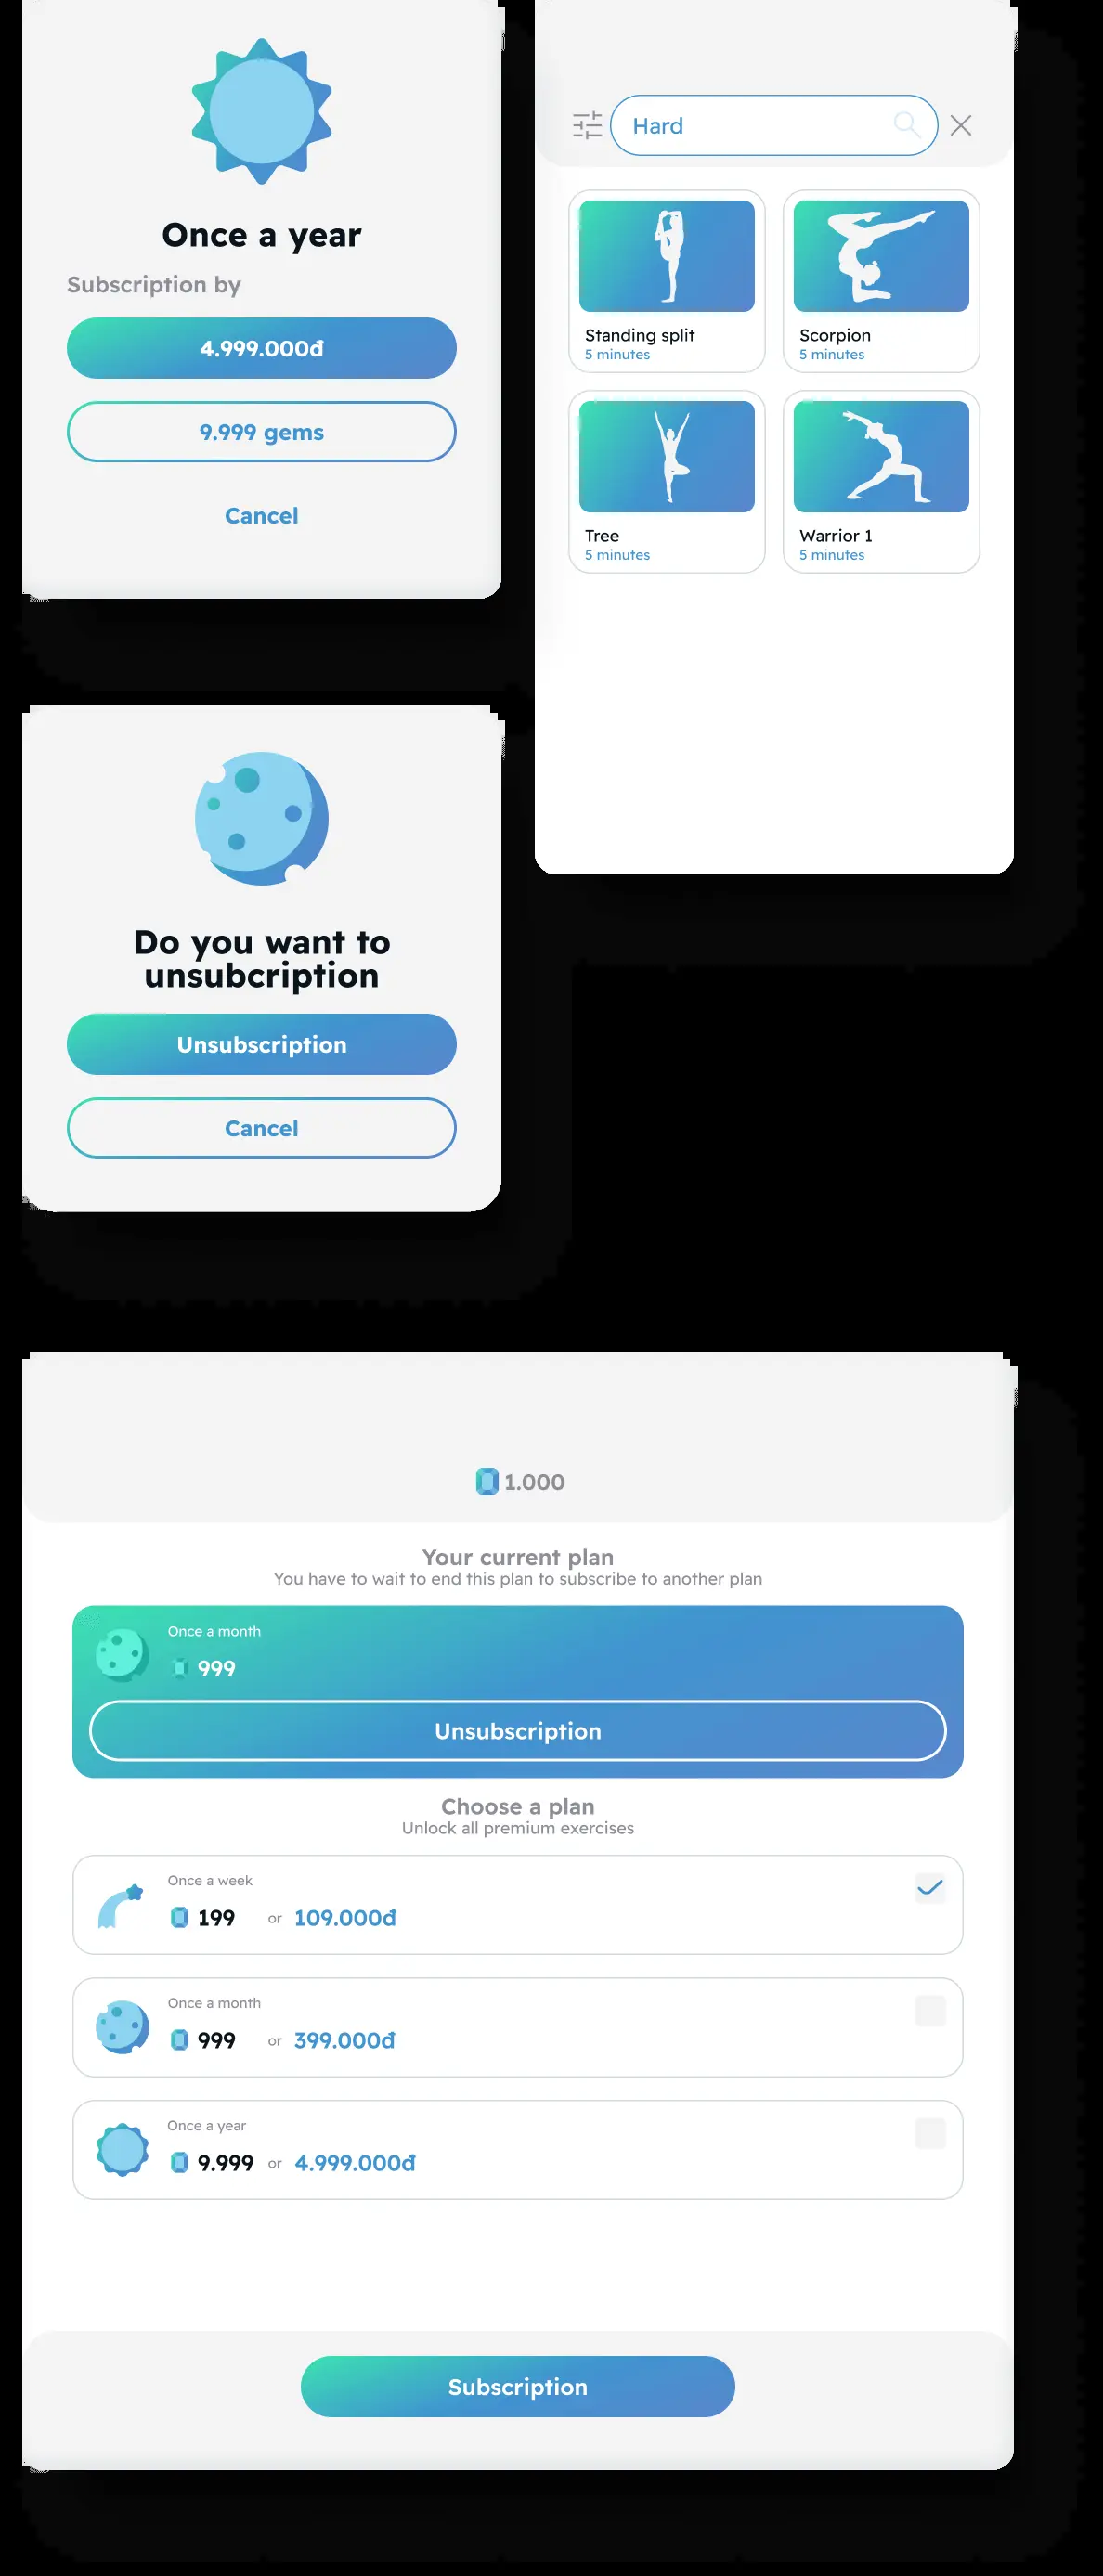 Once a year
Subscription by
4.999.000đ
9.999 gems
Cancel
Hard
Standing split
5 minutes
Scorpion
5 minutes
Tree
5 minutes
Warrior 1
5 minutes
Do you want to
unsubcription
Unsubscription
Cancel
1.000
Your current plan
You have to wait to end this plan to subscribe to another plan
Once a month
999
Unsubscription
Choose a plan
Unlock all premium exercises
Once a week
199 or 109.000đ
Once a month
999 or 399.000đ
Once a year
9.999 or 4.999.000đ
Subscription